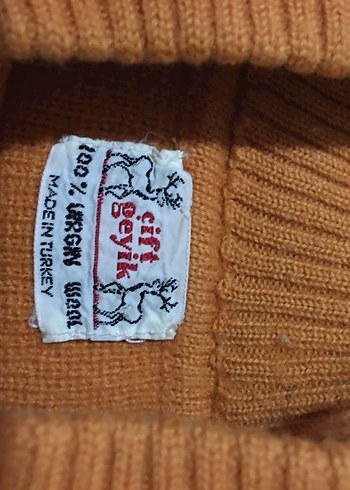 çift
geyik
100% VIRGIN WOOL
MADE IN TURKEY